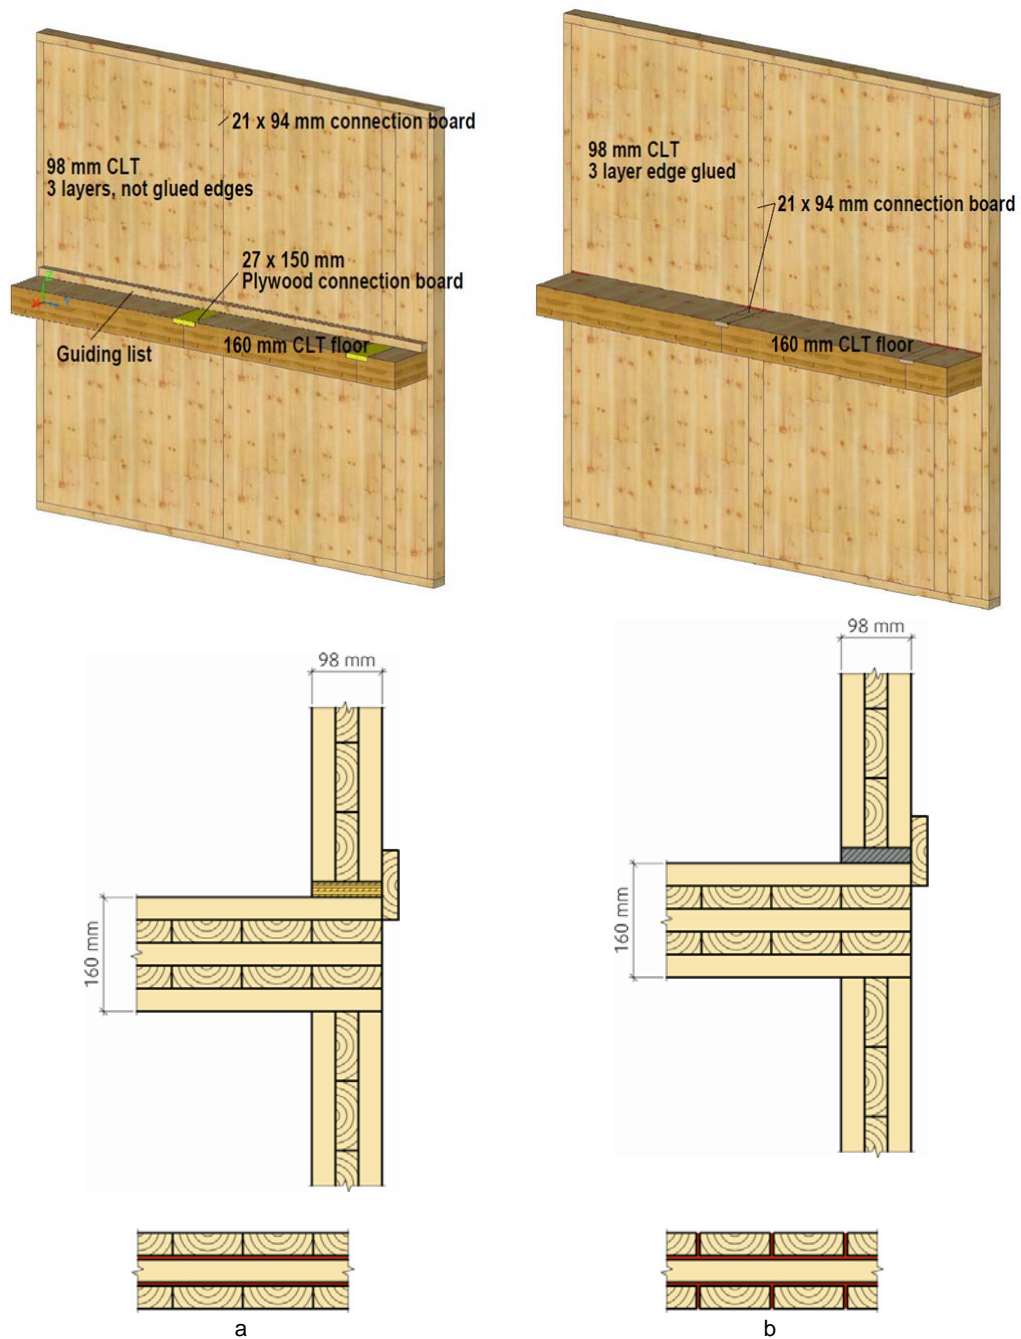 21 x 94 mm connection board
98 mm CLT
3 layers, not glued edges
27 x 150 mm
Plywood connection board
Guiding list
160 mm CLT floor
98 mm CLT
3 layer edge glued
21 x 94 mm connection board
160 mm CLT floor
98 mm
160 mm
98 mm
160 mm
a
b